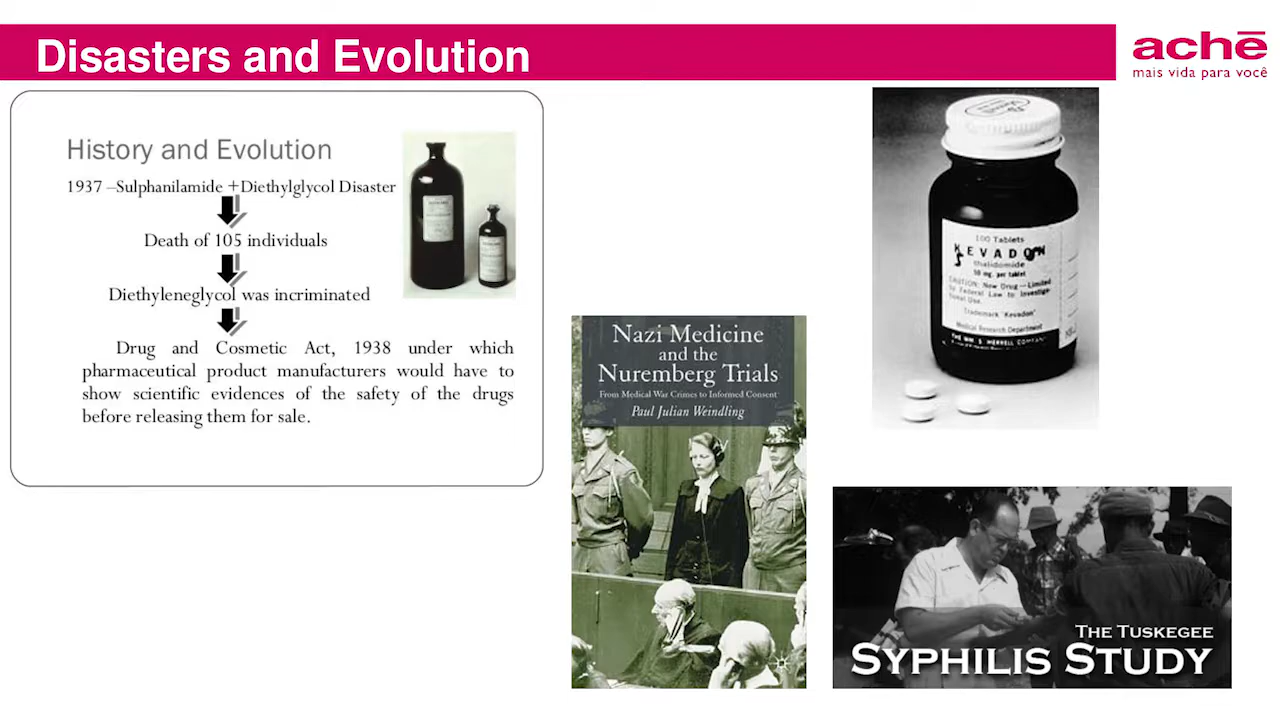 Disasters and Evolution
achē
mais vida para você
History and Evolution
1937 –Sulphanilamide +Diethylglycol Disaster
Death of 105 individuals
Diethyleneglycol was incriminated
Drug and Cosmetic Act, 1938 under which
pharmaceutical product manufacturers would have to
show scientific evidences of the safety of the drugs
before releasing them for sale.
100 Tablets
KEVADON
thalidomide
50 mg. per tablet
CAUTION: New Drug—Limited
by Federal Law to Investiga-
tional Use.
Trademark "Kevadon"
Medical Research Department
THE WM. S. MERRELL COMPANY
Nazi Medicine
and the
Nuremberg Trials
From Medical War Crimes to Informed Consent
Paul Julian Weindling
THE TUSKEGEE
SYPHILIS STUDY